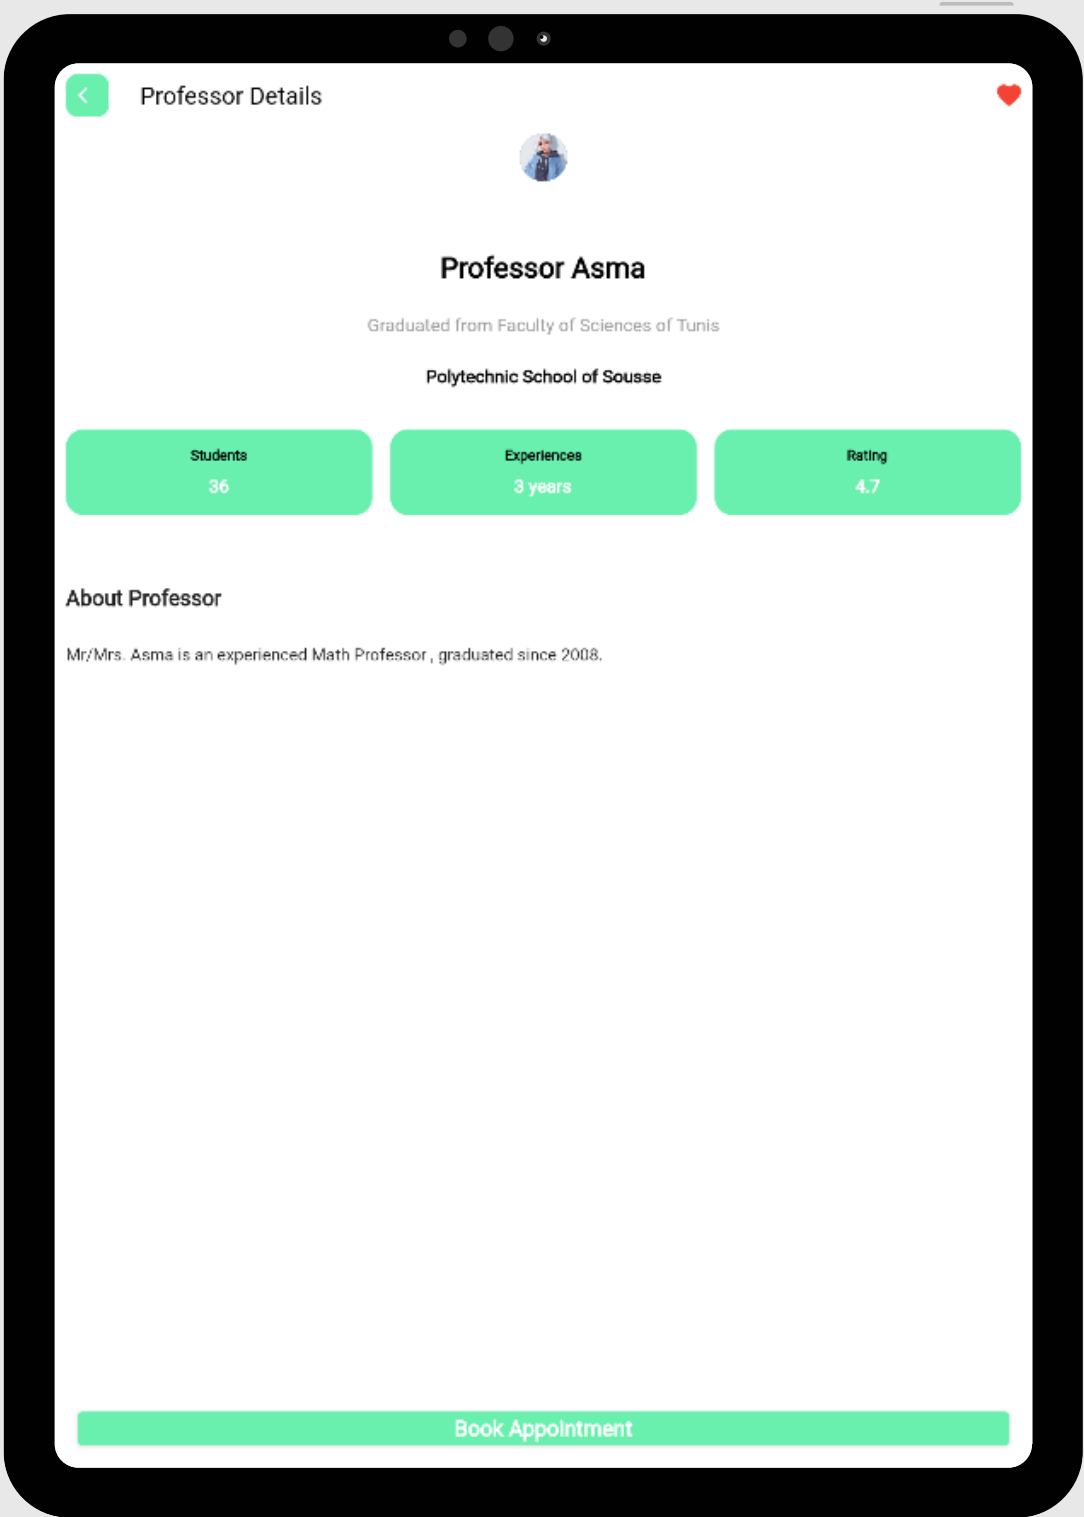 Professor Details
Professor Asma
Graduated from Faculty of Sciences of Tunis
Polytechnic School of Sousse
Students
36
Experiences
3 years
Rating
4.7
About Professor
Mr/Mrs. Asma is an experienced Math Professor , graduated since 2008.
Book Appointment